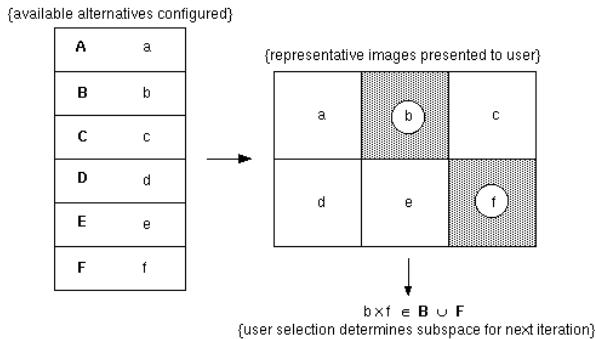 {available alternatives configured}
A a
B b
C c
D d
E e
F f
{representative images presented to user}
a b c
d e f
b×f ∈ B ∪ F
{user selection determines subspace for next iteration}